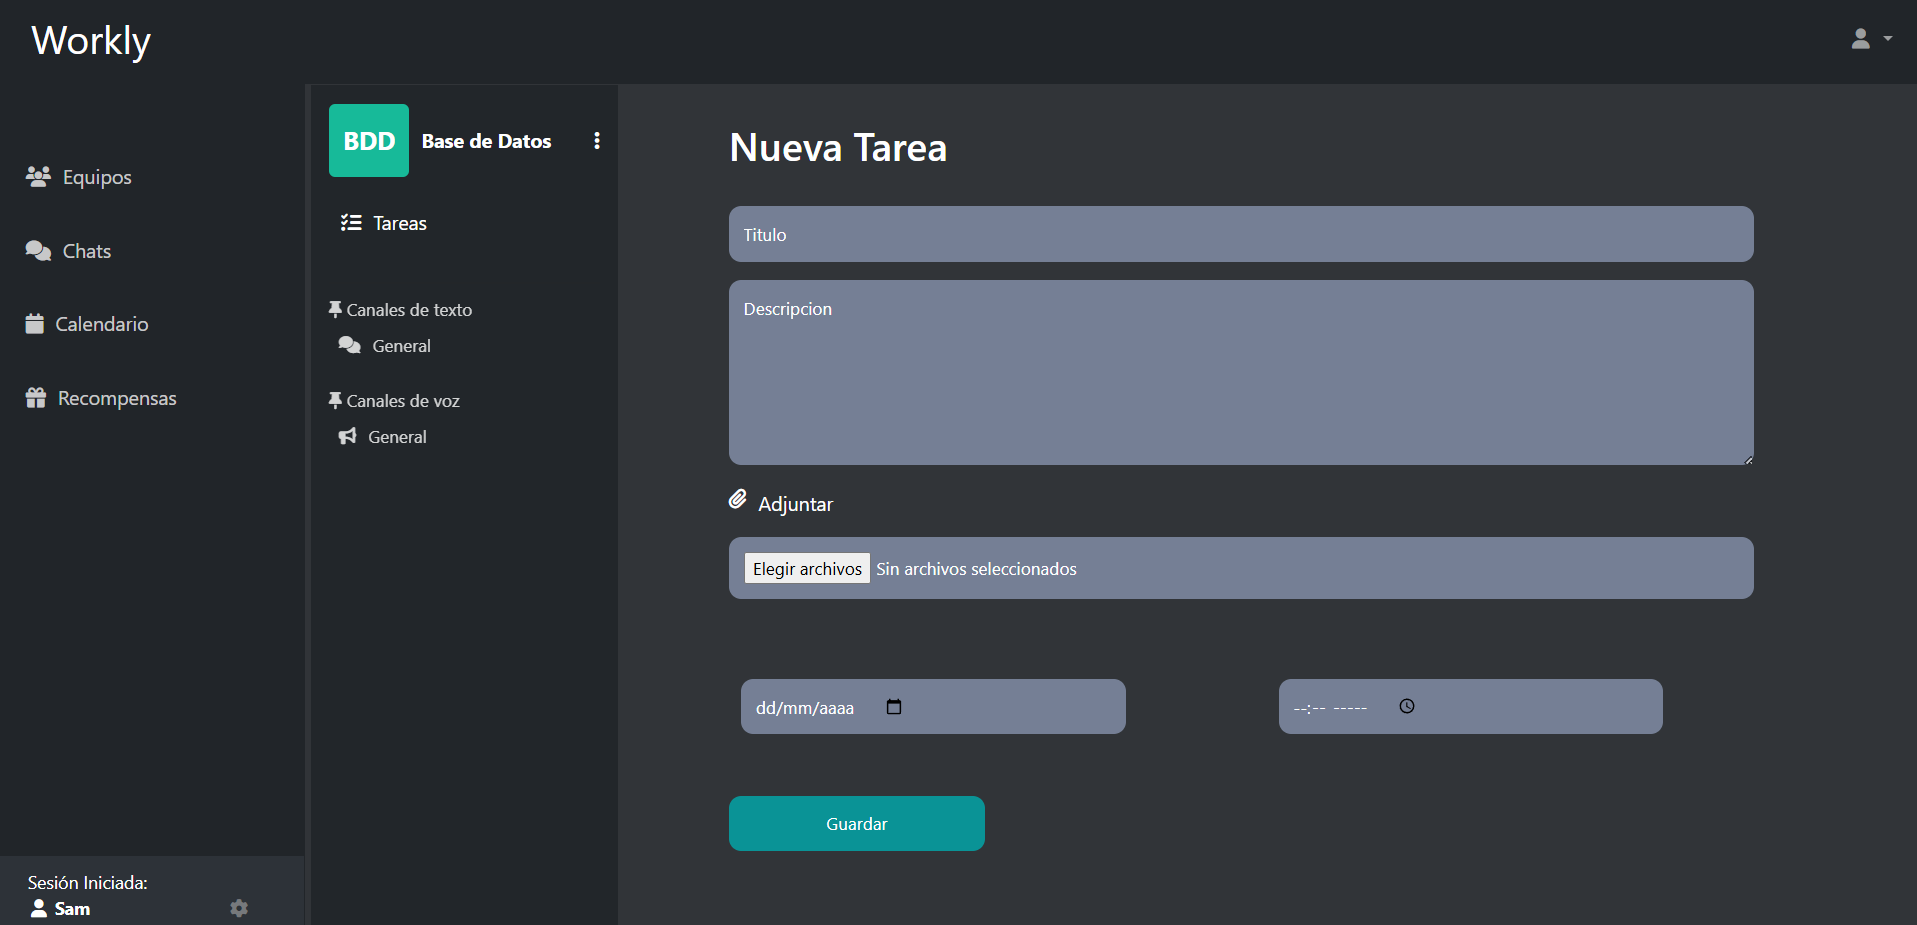 Workly
Equipos
Chats
Calendario
Recompensas
Sesión Iniciada:
Sam
BDD
Base de Datos
Tareas
Canales de texto
General
Canales de voz
General
Nueva Tarea
Titulo
Descripcion
Adjuntar
Elegir archivos Sin archivos seleccionados
dd/mm/aaaa
--:-- -----
Guardar